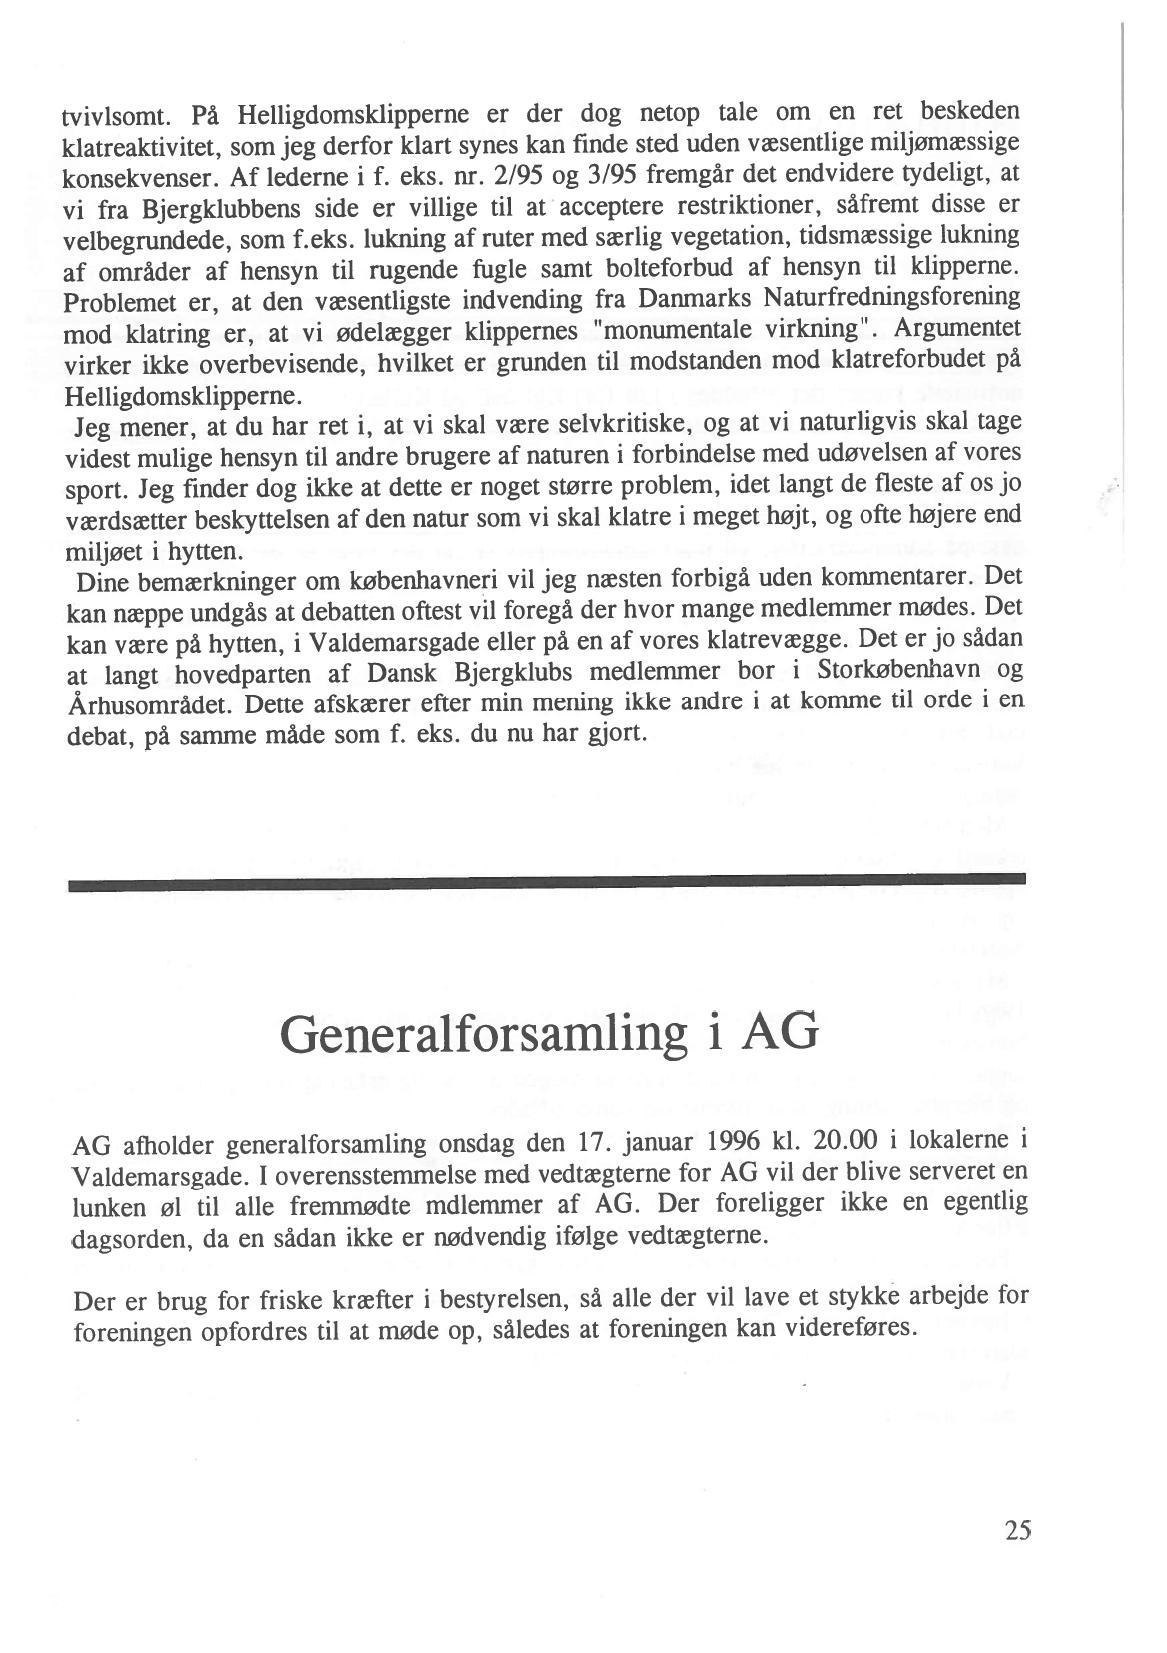 tvivlsomt. På Helligdomsklipperne er der dog netop tale om en ret beskeden
klatreaktivitet, som jeg derfor klart synes kan finde sted uden væsentlige miljømæssige
konsekvenser. Af lederne i f. eks. nr. 2/95 og 3/95 fremgår det endvidere tydeligt, at
vi fra Bjergklubbens side er villige til at acceptere restriktioner, såfremt disse er
velbegrundede, som f.eks. lukning af ruter med særlig vegetation, tidsmæssige lukning
af områder af hensyn til rugende fugle samt bolteforbud af hensyn til klipperne.
Problemet er, at den væsentligste indvending fra Danmarks Naturfredningsforening
mod klatring er, at vi ødelægger klippernes "monumentale virkning". Argumentet
virker ikke overbevisende, hvilket er grunden til modstanden mod klatreforbudet på
Helligdomsklipperne.
Jeg mener, at du har ret i, at vi skal være selvkritiske, og at vi naturligvis skal tage
videst mulige hensyn til andre brugere af naturen i forbindelse med udøvelsen af vores
sport. Jeg finder dog ikke at dette er noget større problem, idet langt de fleste af os jo
værdsætter beskyttelsen af den natur som vi skal klatre i meget højt, og ofte højere end
miljøet i hytten.
Dine bemærkninger om københavneri vil jeg næsten forbigå uden kommentarer. Det
kan næppe undgås at debatten oftest vil foregå der hvor mange medlemmer mødes. Det
kan være på hytten, i Valdemarsgade eller på en af vores klatrevægge. Det er jo sådan
at langt hovedparten af Dansk Bjergklubs medlemmer bor i Storkøbenhavn og
Århusområdet. Dette afskærer efter min mening ikke andre i at komme til orde i en
debat, på samme måde som f. eks. du nu har gjort.
Generalforsamling i AG
AG afholder generalforsamling onsdag den 17. januar 1996 kl. 20.00 i lokalerne i
Valdemarsgade. I overensstemmelse med vedtægterne for AG vil der blive serveret en
lunken øl til alle fremmødte mdlemmer af AG. Der foreligger ikke en egentlig
dagsorden, da en sådan ikke er nødvendig ifølge vedtægterne.
Der er brug for friske kræfter i bestyrelsen, så alle der vil lave et stykke arbejde for
foreningen opfordres til at møde op, således at foreningen kan videreføres.
25